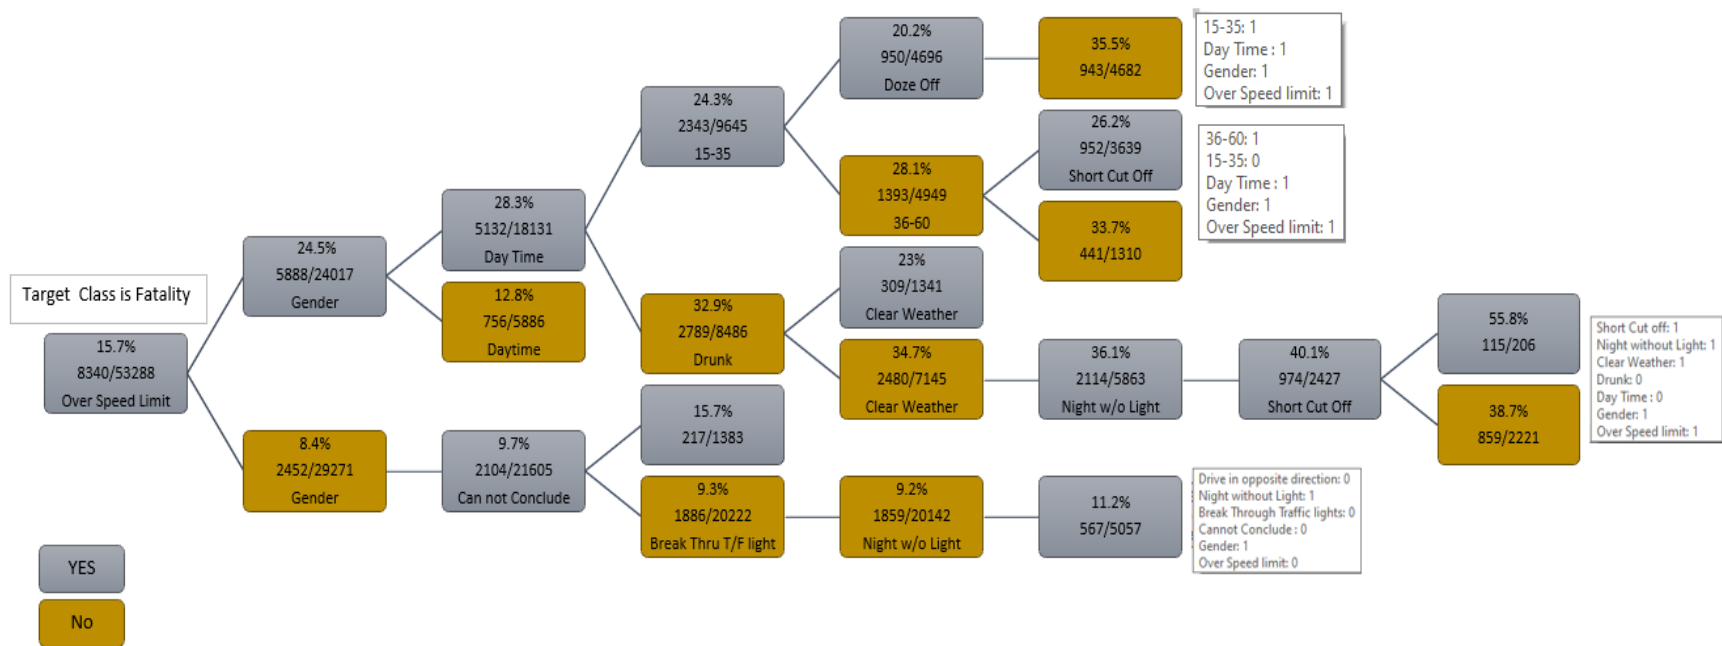 Target Class is Fatality
15.7%
8340/53288
Over Speed Limit
24.5%
5888/24017
Gender
8.4%
2452/29271
Gender
28.3%
5132/18131
Day Time
12.8%
756/5886
Daytime
9.7%
2104/21605
Can not Conclude
24.3%
2343/9645
15-35
32.9%
2789/8486
Drunk
15.7%
217/1383
9.3%
1886/20222
Break Thru T/F light
20.2%
950/4696
Doze Off
28.1%
1393/4949
36-60
23%
309/1341
Clear Weather
34.7%
2480/7145
Clear Weather
9.2%
1859/20142
Night w/o Light
35.5%
943/4682
26.2%
952/3639
Short Cut Off
33.7%
441/1310
36.1%
2114/5863
Night w/o Light
11.2%
567/5057
40.1%
974/2427
Short Cut Off
55.8%
115/206
38.7%
859/2221
15-35: 1
Day Time : 1
Gender: 1
Over Speed limit: 1
36-60: 1
15-35: 0
Day Time : 1
Gender: 1
Over Speed limit: 1
Short Cut off: 1
Night without Light: 1
Clear Weather: 1
Drunk: 0
Day Time : 0
Gender: 1
Over Speed limit: 1
Drive in opposite direction: 0
Night without Light: 1
Break Through Traffic lights: 0
Cannot Conclude : 0
Gender: 1
Over Speed limit: 0
YES
No